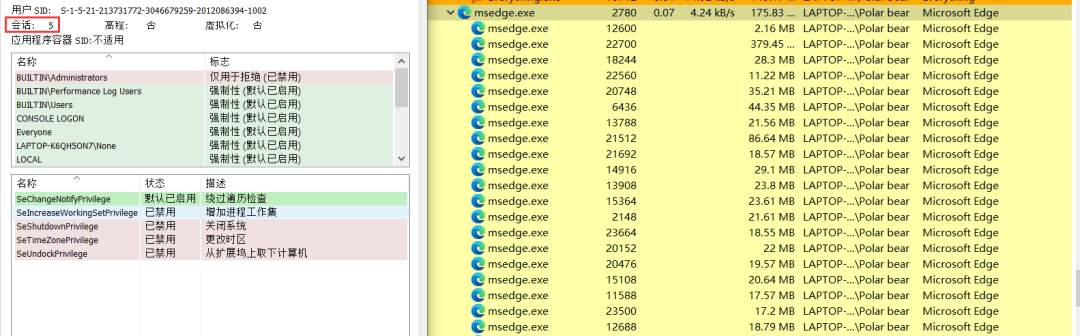 用户 SID: S-1-5-21-213731772-3046679259-2012086394-1002
会话: 5 高程: 否 虚拟化: 否
应用程序容器 SID:不适用
名称 标志
BUILTIN\Administrators 仅用于拒绝 (已禁用)
BUILTIN\Performance Log Users 强制性 (默认已启用)
BUILTIN\Users 强制性 (默认已启用)
CONSOLE LOGON 强制性 (默认已启用)
Everyone 强制性 (默认已启用)
LAPTOP-K6QH5ON7\None 强制性 (默认已启用)
LOCAL 强制性 (默认已启用)
名称 状态 描述
SeChangeNotifyPrivilege 默认已启用 绕过遍历检查
SeIncreaseWorkingSetPrivilege 已禁用 增加进程工作集
SeShutdownPrivilege 已禁用 关闭系统
SeTimeZonePrivilege 已禁用 更改时区
SeUndockPrivilege 已禁用 从扩展坞上取下计算机
msedge.exe 2780 0.07 4.24 kB/s 175.83 ... LAPTOP-...\Polar bear Microsoft Edge
msedge.exe 12600 2.16 MB LAPTOP-...\Polar bear Microsoft Edge
msedge.exe 22700 379.45 ... LAPTOP-...\Polar bear Microsoft Edge
msedge.exe 18244 28.3 MB LAPTOP-...\Polar bear Microsoft Edge
msedge.exe 22560 11.22 MB LAPTOP-...\Polar bear Microsoft Edge
msedge.exe 20748 35.21 MB LAPTOP-...\Polar bear Microsoft Edge
msedge.exe 6436 44.35 MB LAPTOP-...\Polar bear Microsoft Edge
msedge.exe 13788 21.56 MB LAPTOP-...\Polar bear Microsoft Edge
msedge.exe 21512 86.64 MB LAPTOP-...\Polar bear Microsoft Edge
msedge.exe 21692 18.57 MB LAPTOP-...\Polar bear Microsoft Edge
msedge.exe 14916 29.1 MB LAPTOP-...\Polar bear Microsoft Edge
msedge.exe 13908 23.8 MB LAPTOP-...\Polar bear Microsoft Edge
msedge.exe 15364 23.61 MB LAPTOP-...\Polar bear Microsoft Edge
msedge.exe 2148 21.61 MB LAPTOP-...\Polar bear Microsoft Edge
msedge.exe 23664 18.55 MB LAPTOP-...\Polar bear Microsoft Edge
msedge.exe 20152 22 MB LAPTOP-...\Polar bear Microsoft Edge
msedge.exe 20476 19.57 MB LAPTOP-...\Polar bear Microsoft Edge
msedge.exe 15108 20.64 MB LAPTOP-...\Polar bear Microsoft Edge
msedge.exe 11588 17.57 MB LAPTOP-...\Polar bear Microsoft Edge
msedge.exe 23500 17.2 MB LAPTOP-...\Polar bear Microsoft Edge
msedge.exe 12688 18.79 MB LAPTOP-...\Polar bear Microsoft Edge